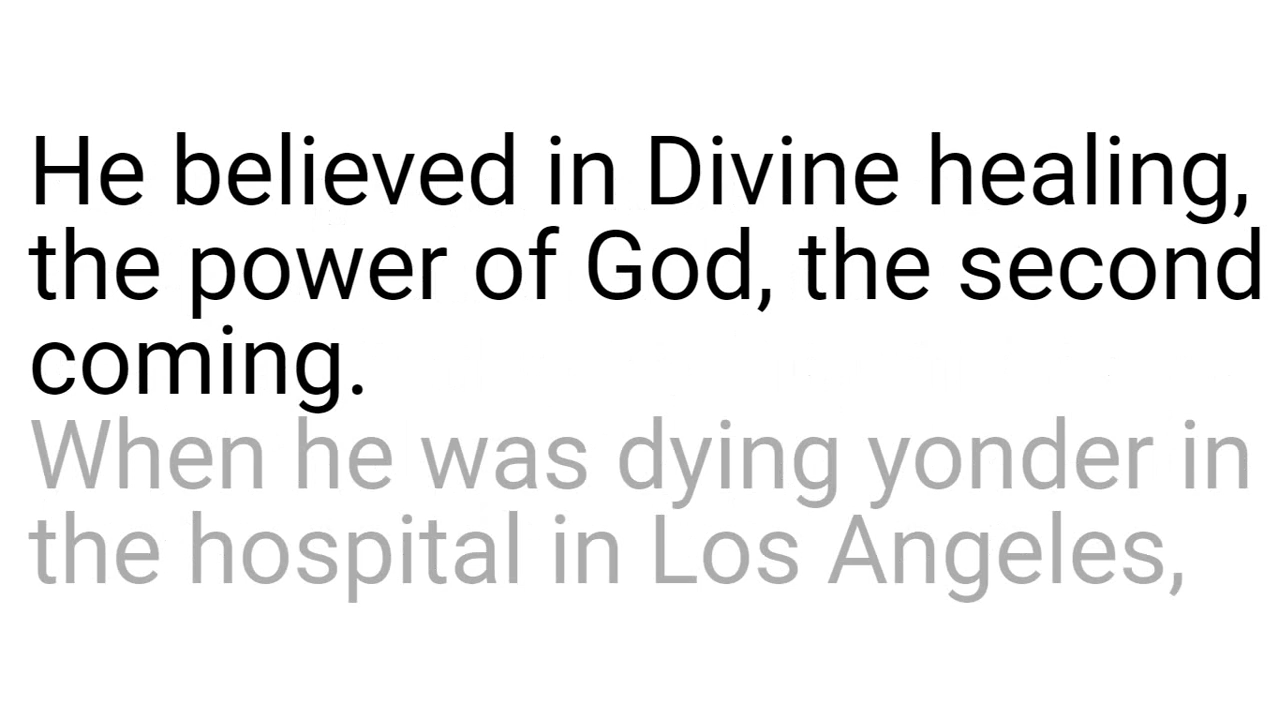 He believed in Divine healing,
the power of God, the second
coming.
When he was dying yonder in
the hospital in Los Angeles,